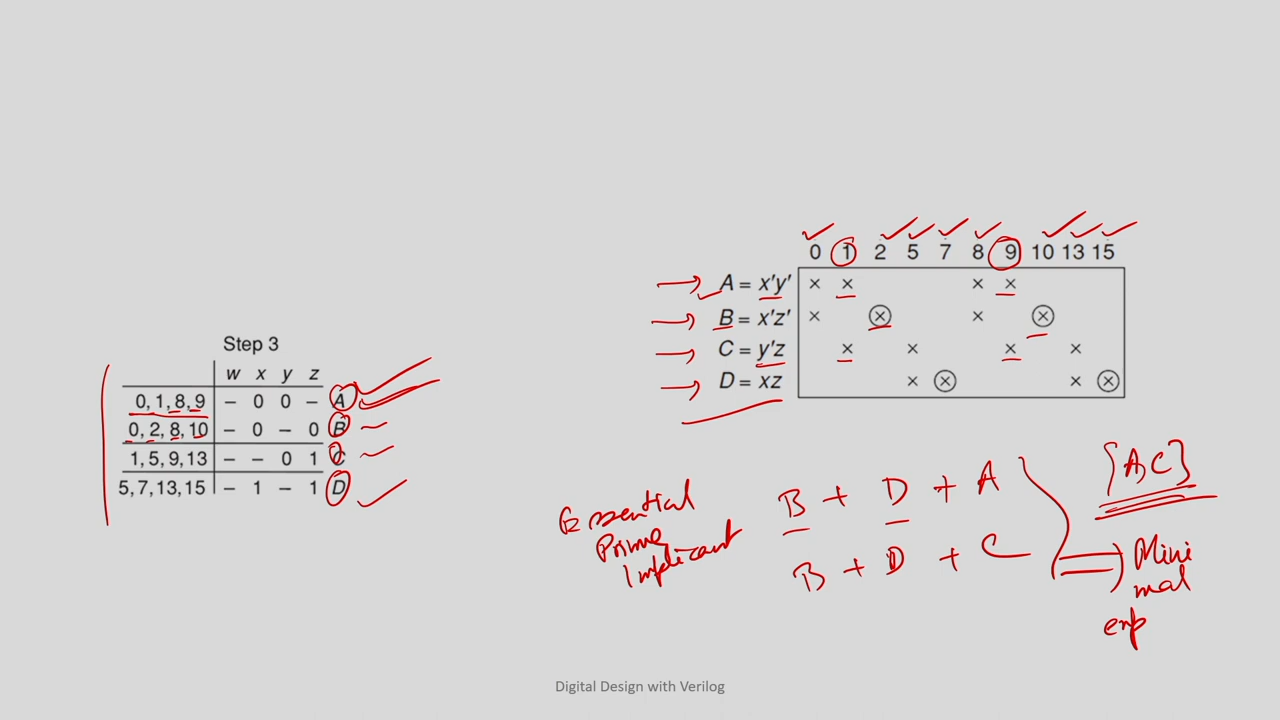 Step 3
w x y z
0, 1, 8, 9 – 0 0 – A
0, 2, 8, 10 – 0 – 0 B
1, 5, 9, 13 – – 0 1 C
5, 7, 13, 15 – 1 – 1 D
0 1 2 5 7 8 9 10 13 15
A = x′y′ × × × ×
B = x′z′ × ⊗ × ⊗
C = y′z × × × ×
D = xz × ⊗ × ⊗
Essential
Prime
Implicant
B + D + A
B + D + C
{A, C}
Mini
mal
exp
Digital Design with Verilog